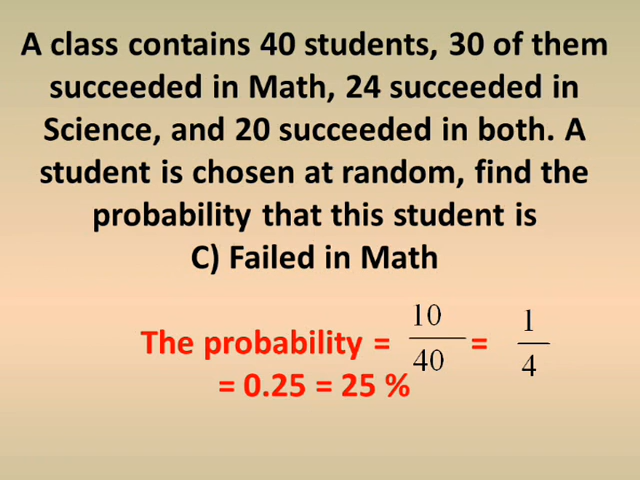 A class contains 40 students, 30 of them
succeeded in Math, 24 succeeded in
Science, and 20 succeeded in both. A
student is chosen at random, find the
probability that this student is
C) Failed in Math
The probability = 10/40 = 1/4
= 0.25 = 25 %